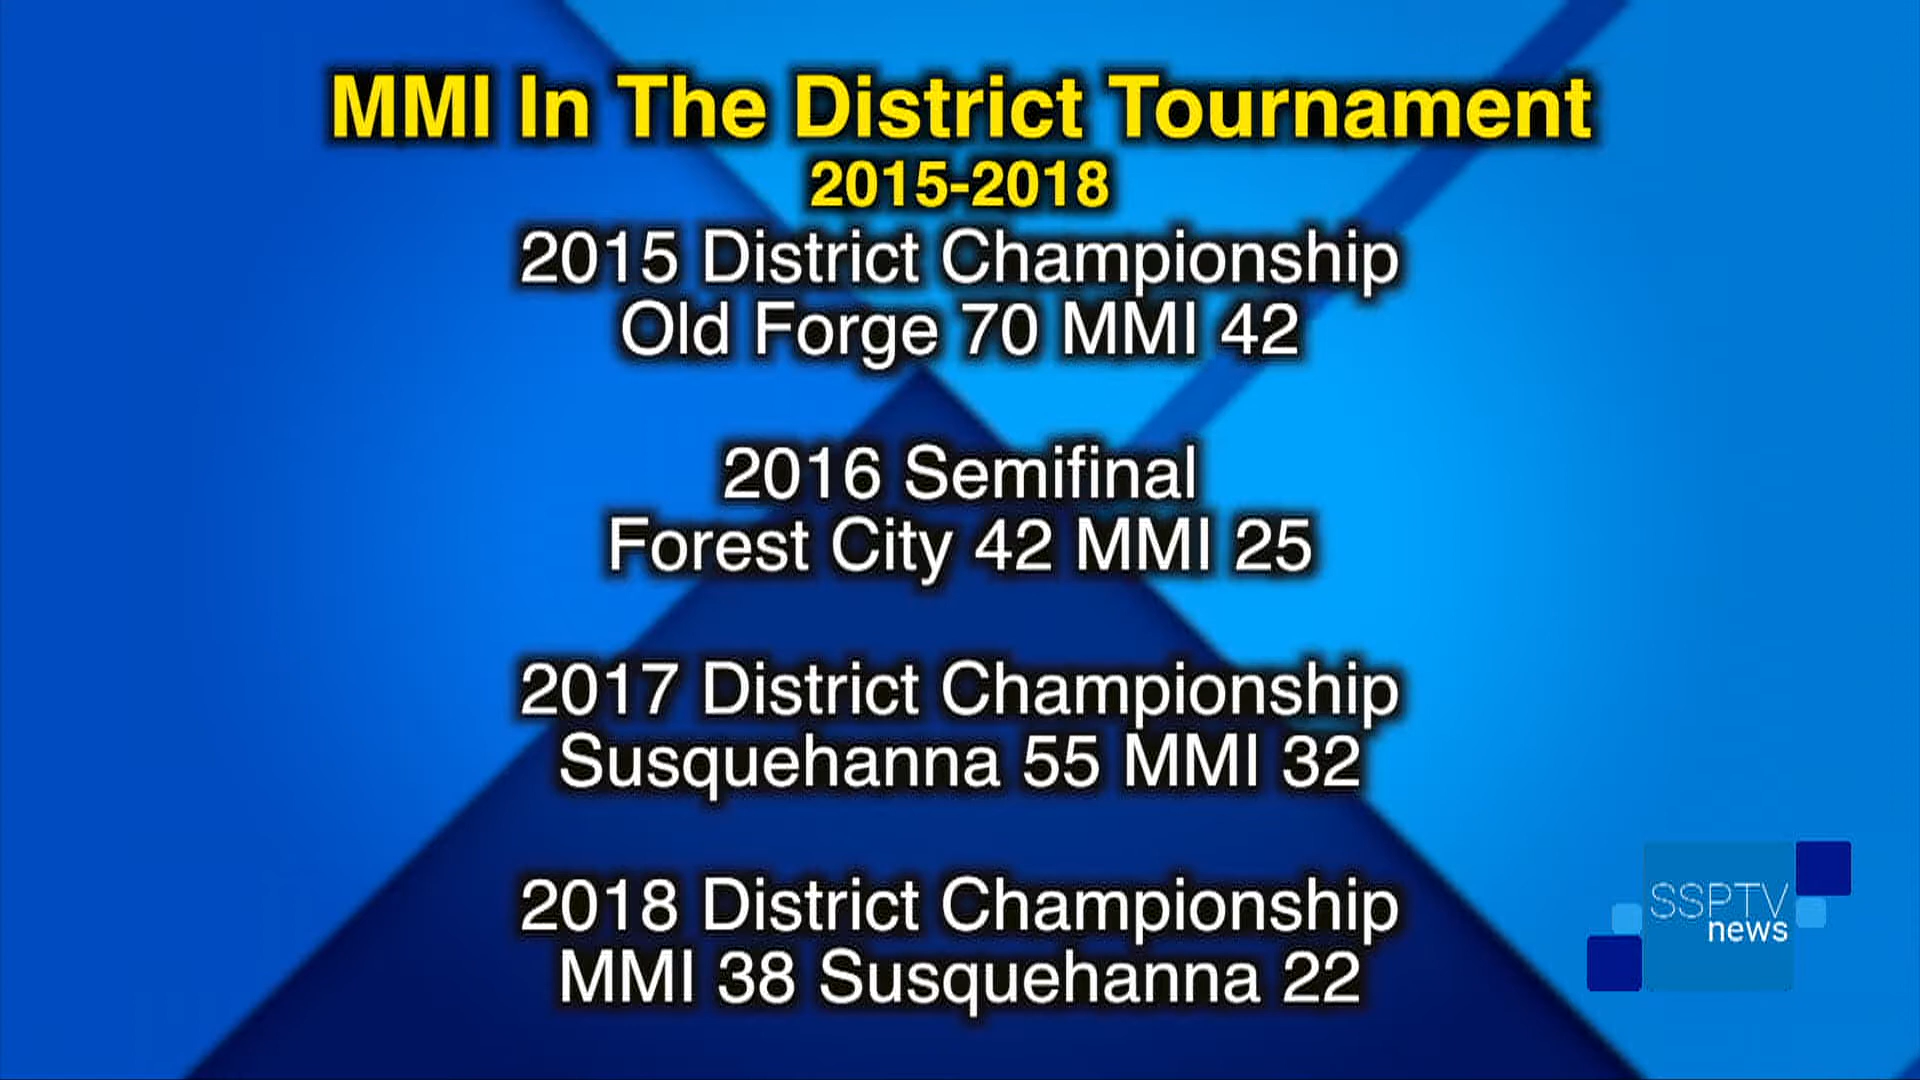 MMI In The District Tournament
2015-2018
2015 District Championship
Old Forge 70 MMI 42
2016 Semifinal
Forest City 42 MMI 25
2017 District Championship
Susquehanna 55 MMI 32
2018 District Championship
MMI 38 Susquehanna 22
SSPTV
news